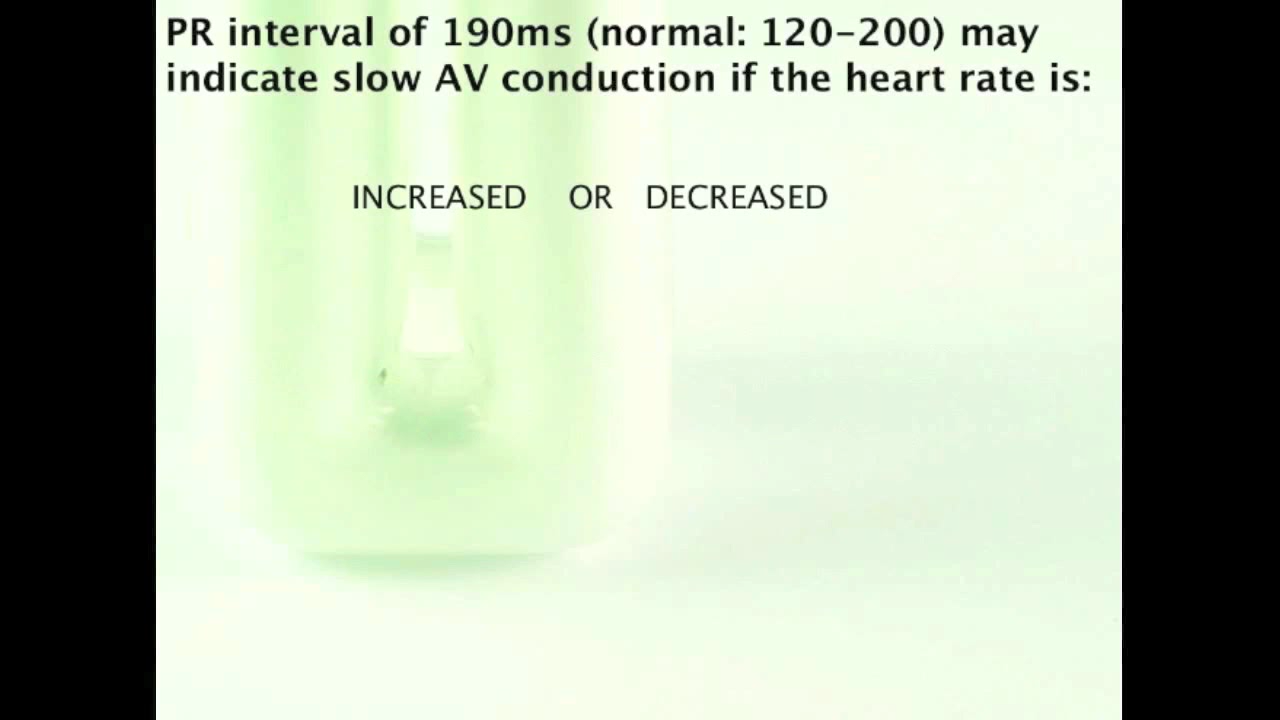 PR interval of 190ms (normal: 120-200) may
indicate slow AV conduction if the heart rate is:
INCREASED OR DECREASED